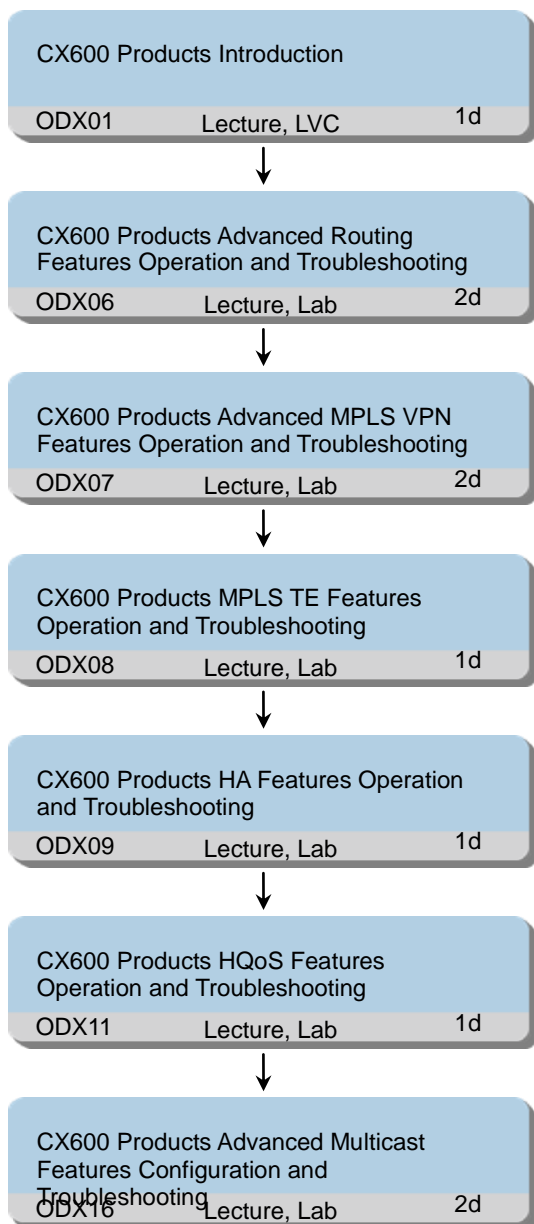 CX600 Products Introduction
ODX01 Lecture, LVC 1d
CX600 Products Advanced Routing
Features Operation and Troubleshooting
ODX06 Lecture, Lab 2d
CX600 Products Advanced MPLS VPN
Features Operation and Troubleshooting
ODX07 Lecture, Lab 2d
CX600 Products MPLS TE Features
Operation and Troubleshooting
ODX08 Lecture, Lab 1d
CX600 Products HA Features Operation
and Troubleshooting
ODX09 Lecture, Lab 1d
CX600 Products HQoS Features
Operation and Troubleshooting
ODX11 Lecture, Lab 1d
CX600 Products Advanced Multicast
Features Configuration and
Troubleshooting
ODX16 Lecture, Lab 2d